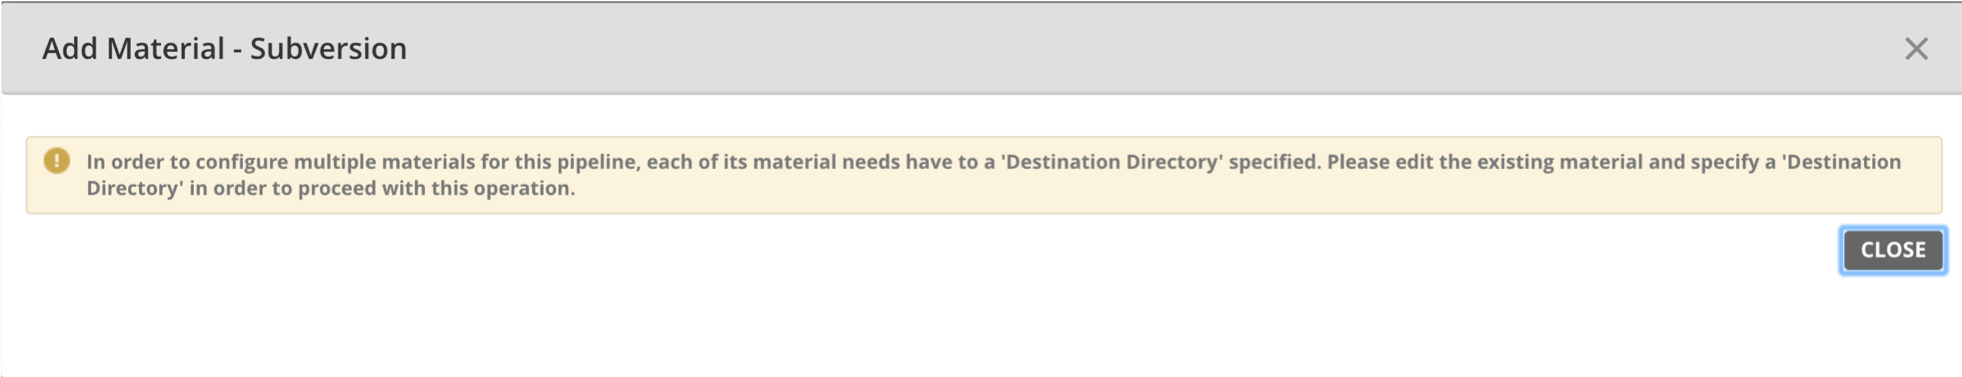 Add Material - Subversion
In order to configure multiple materials for this pipeline, each of its material needs have to a 'Destination Directory' specified. Please edit the existing material and specify a 'Destination
Directory' in order to proceed with this operation.
CLOSE